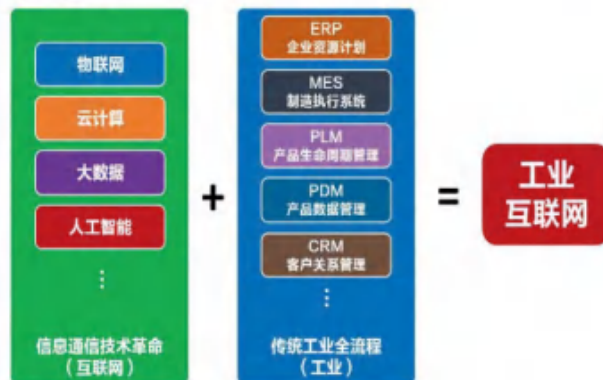 物联网
云计算
大数据
人工智能
⋮
信息通信技术革命
(互联网)
+
ERP
企业资源计划
MES
制造执行系统
PLM
产品生命周期管理
PDM
产品数据管理
CRM
客户关系管理
⋮
传统工业全流程
(工业)
=
工业
互联网